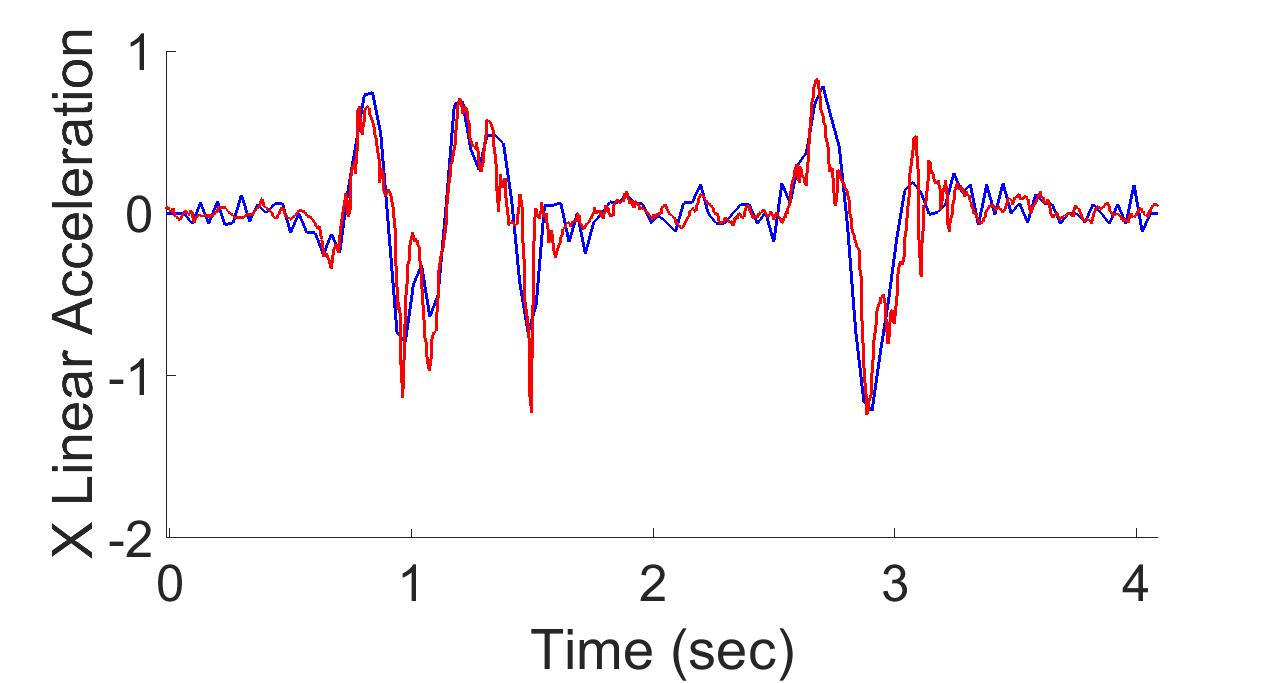 X Linear Acceleration
1
0
-1
-2
0 1 2 3 4
Time (sec)